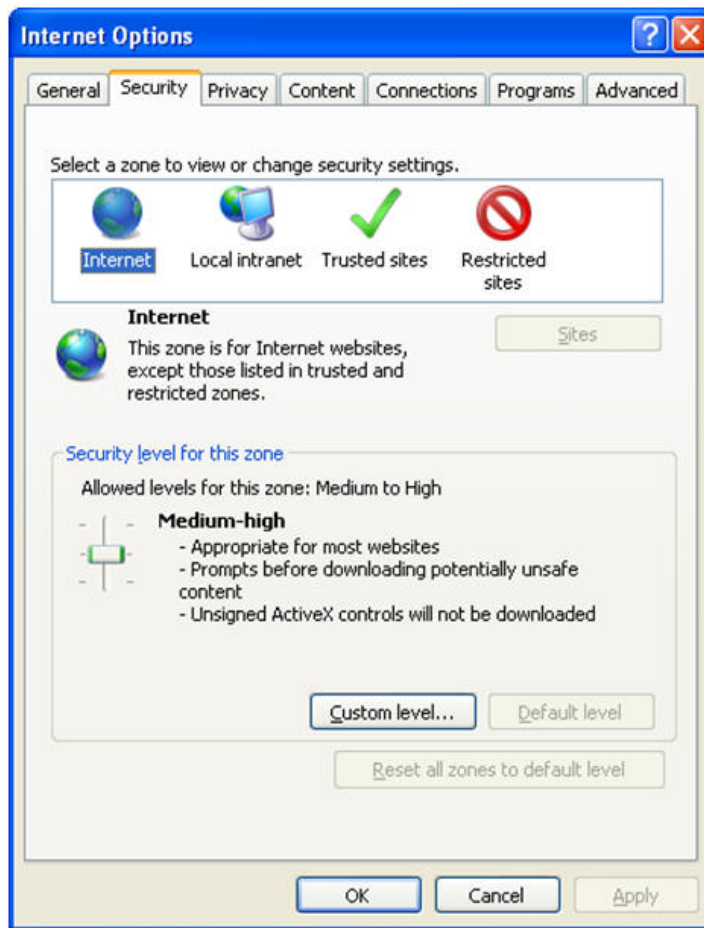 Internet Options
General Security Privacy Content Connections Programs Advanced
Select a zone to view or change security settings.
Internet Local intranet Trusted sites Restricted
sites
Internet
Sites
This zone is for Internet websites,
except those listed in trusted and
restricted zones.
Security level for this zone
Allowed levels for this zone: Medium to High
Medium-high
- Appropriate for most websites
- Prompts before downloading potentially unsafe
content
- Unsigned ActiveX controls will not be downloaded
Custom level... Default level
Reset all zones to default level
OK Cancel Apply